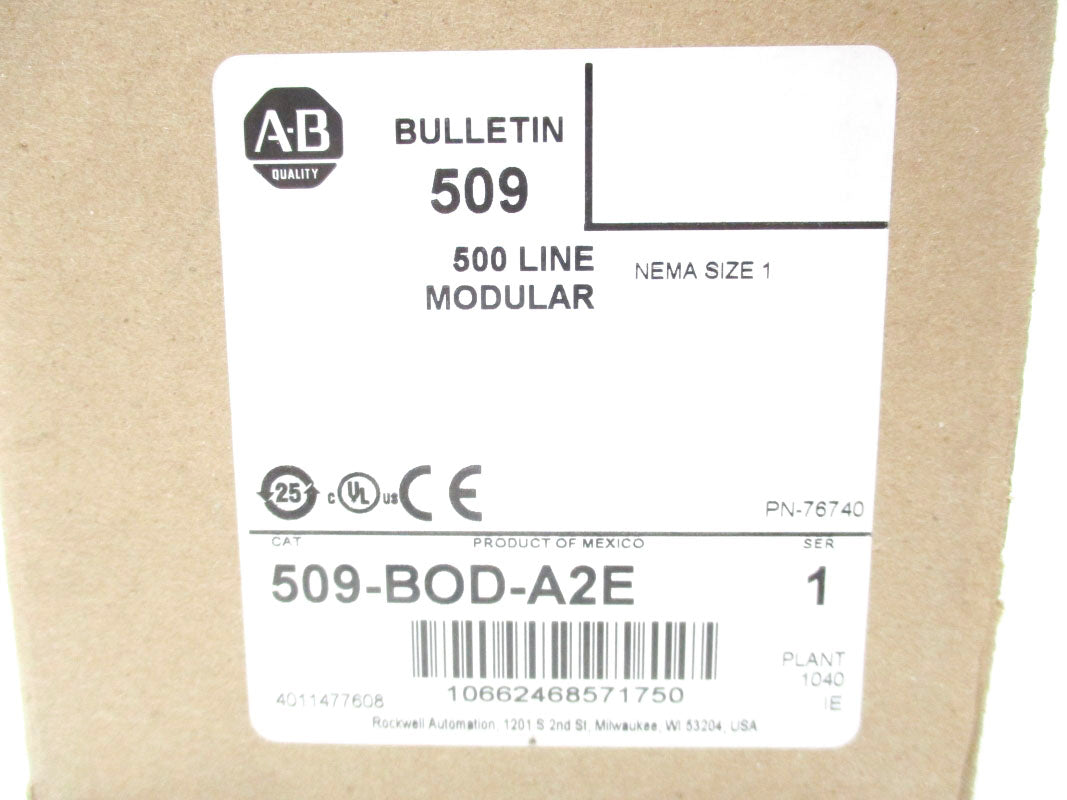 A-B
QUALITY
BULLETIN
509
500 LINE
MODULAR
NEMA SIZE 1
25
c UL us CE
PN-76740
CAT
PRODUCT OF MEXICO
SER
509-BOD-A2E
1
10662468571750
PLANT
1040
IE
4011477608
Rockwell Automation, 1201 S 2nd St, Milwaukee, WI 53204, USA